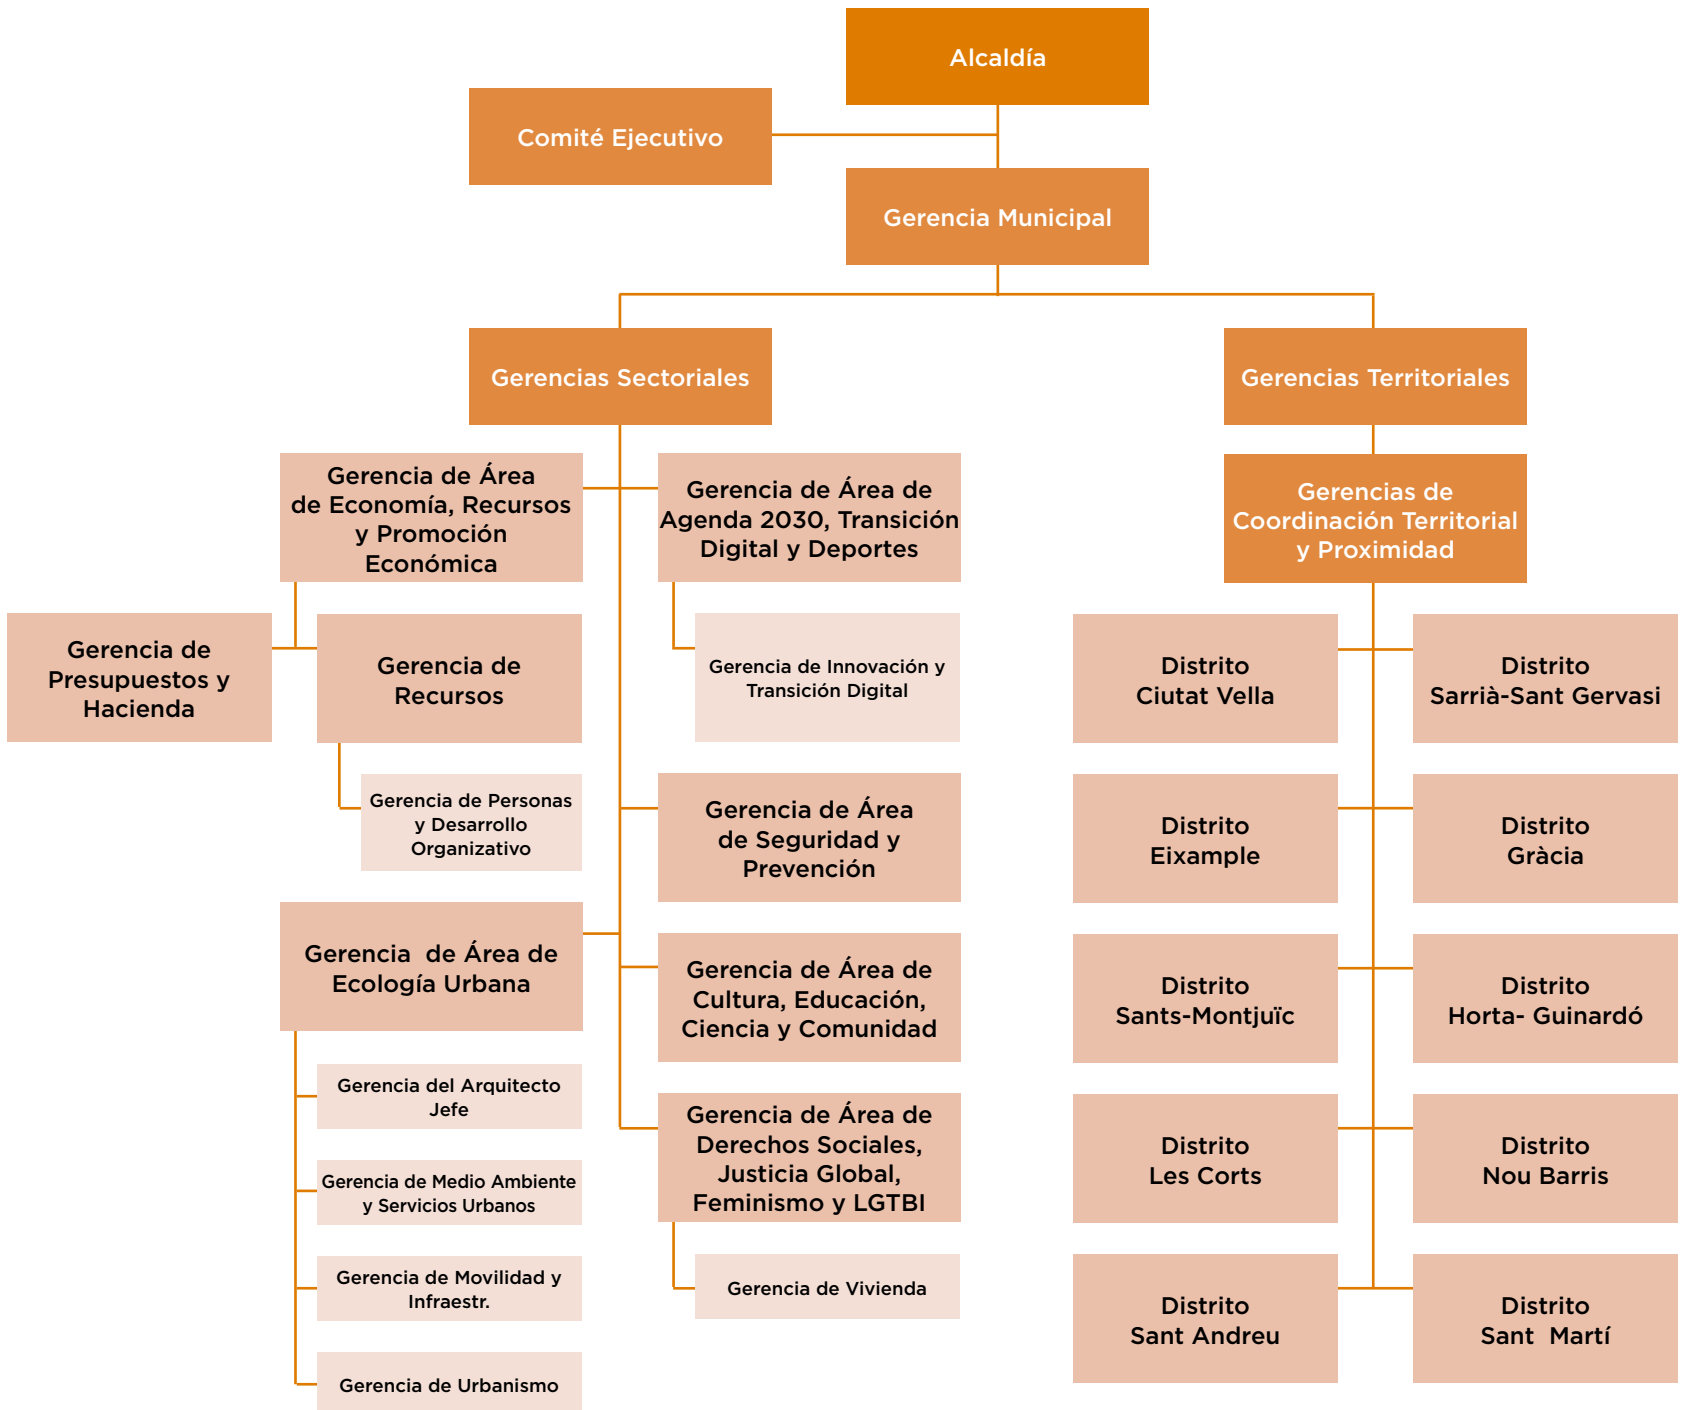 Alcaldía
Comité Ejecutivo
Gerencia Municipal
Gerencias Sectoriales
Gerencias Territoriales
Gerencia de Área
de Economía, Recursos
y Promoción
Económica
Gerencia de Área de
Agenda 2030, Transición
Digital y Deportes
Gerencias de
Coordinación Territorial
y Proximidad
Gerencia de
Presupuestos y
Hacienda
Gerencia de
Recursos
Gerencia de Innovación y
Transición Digital
Distrito
Ciutat Vella
Distrito
Sarrià-Sant Gervasi
Gerencia de Personas
y Desarrollo
Organizativo
Gerencia de Área
de Seguridad y
Prevención
Distrito
Eixample
Distrito
Gràcia
Gerencia  de Área de
Ecología Urbana
Gerencia de Área de
Cultura, Educación,
Ciencia y Comunidad
Distrito
Sants-Montjuïc
Distrito
Horta- Guinardó
Gerencia del Arquitecto
Jefe
Gerencia de Medio Ambiente
y Servicios Urbanos
Gerencia de Área de
Derechos Sociales,
Justicia Global,
Feminismo y LGTBI
Distrito
Les Corts
Distrito
Nou Barris
Gerencia de Movilidad y
Infraestr.
Gerencia de Vivienda
Distrito
Sant Andreu
Distrito
Sant  Martí
Gerencia de Urbanismo